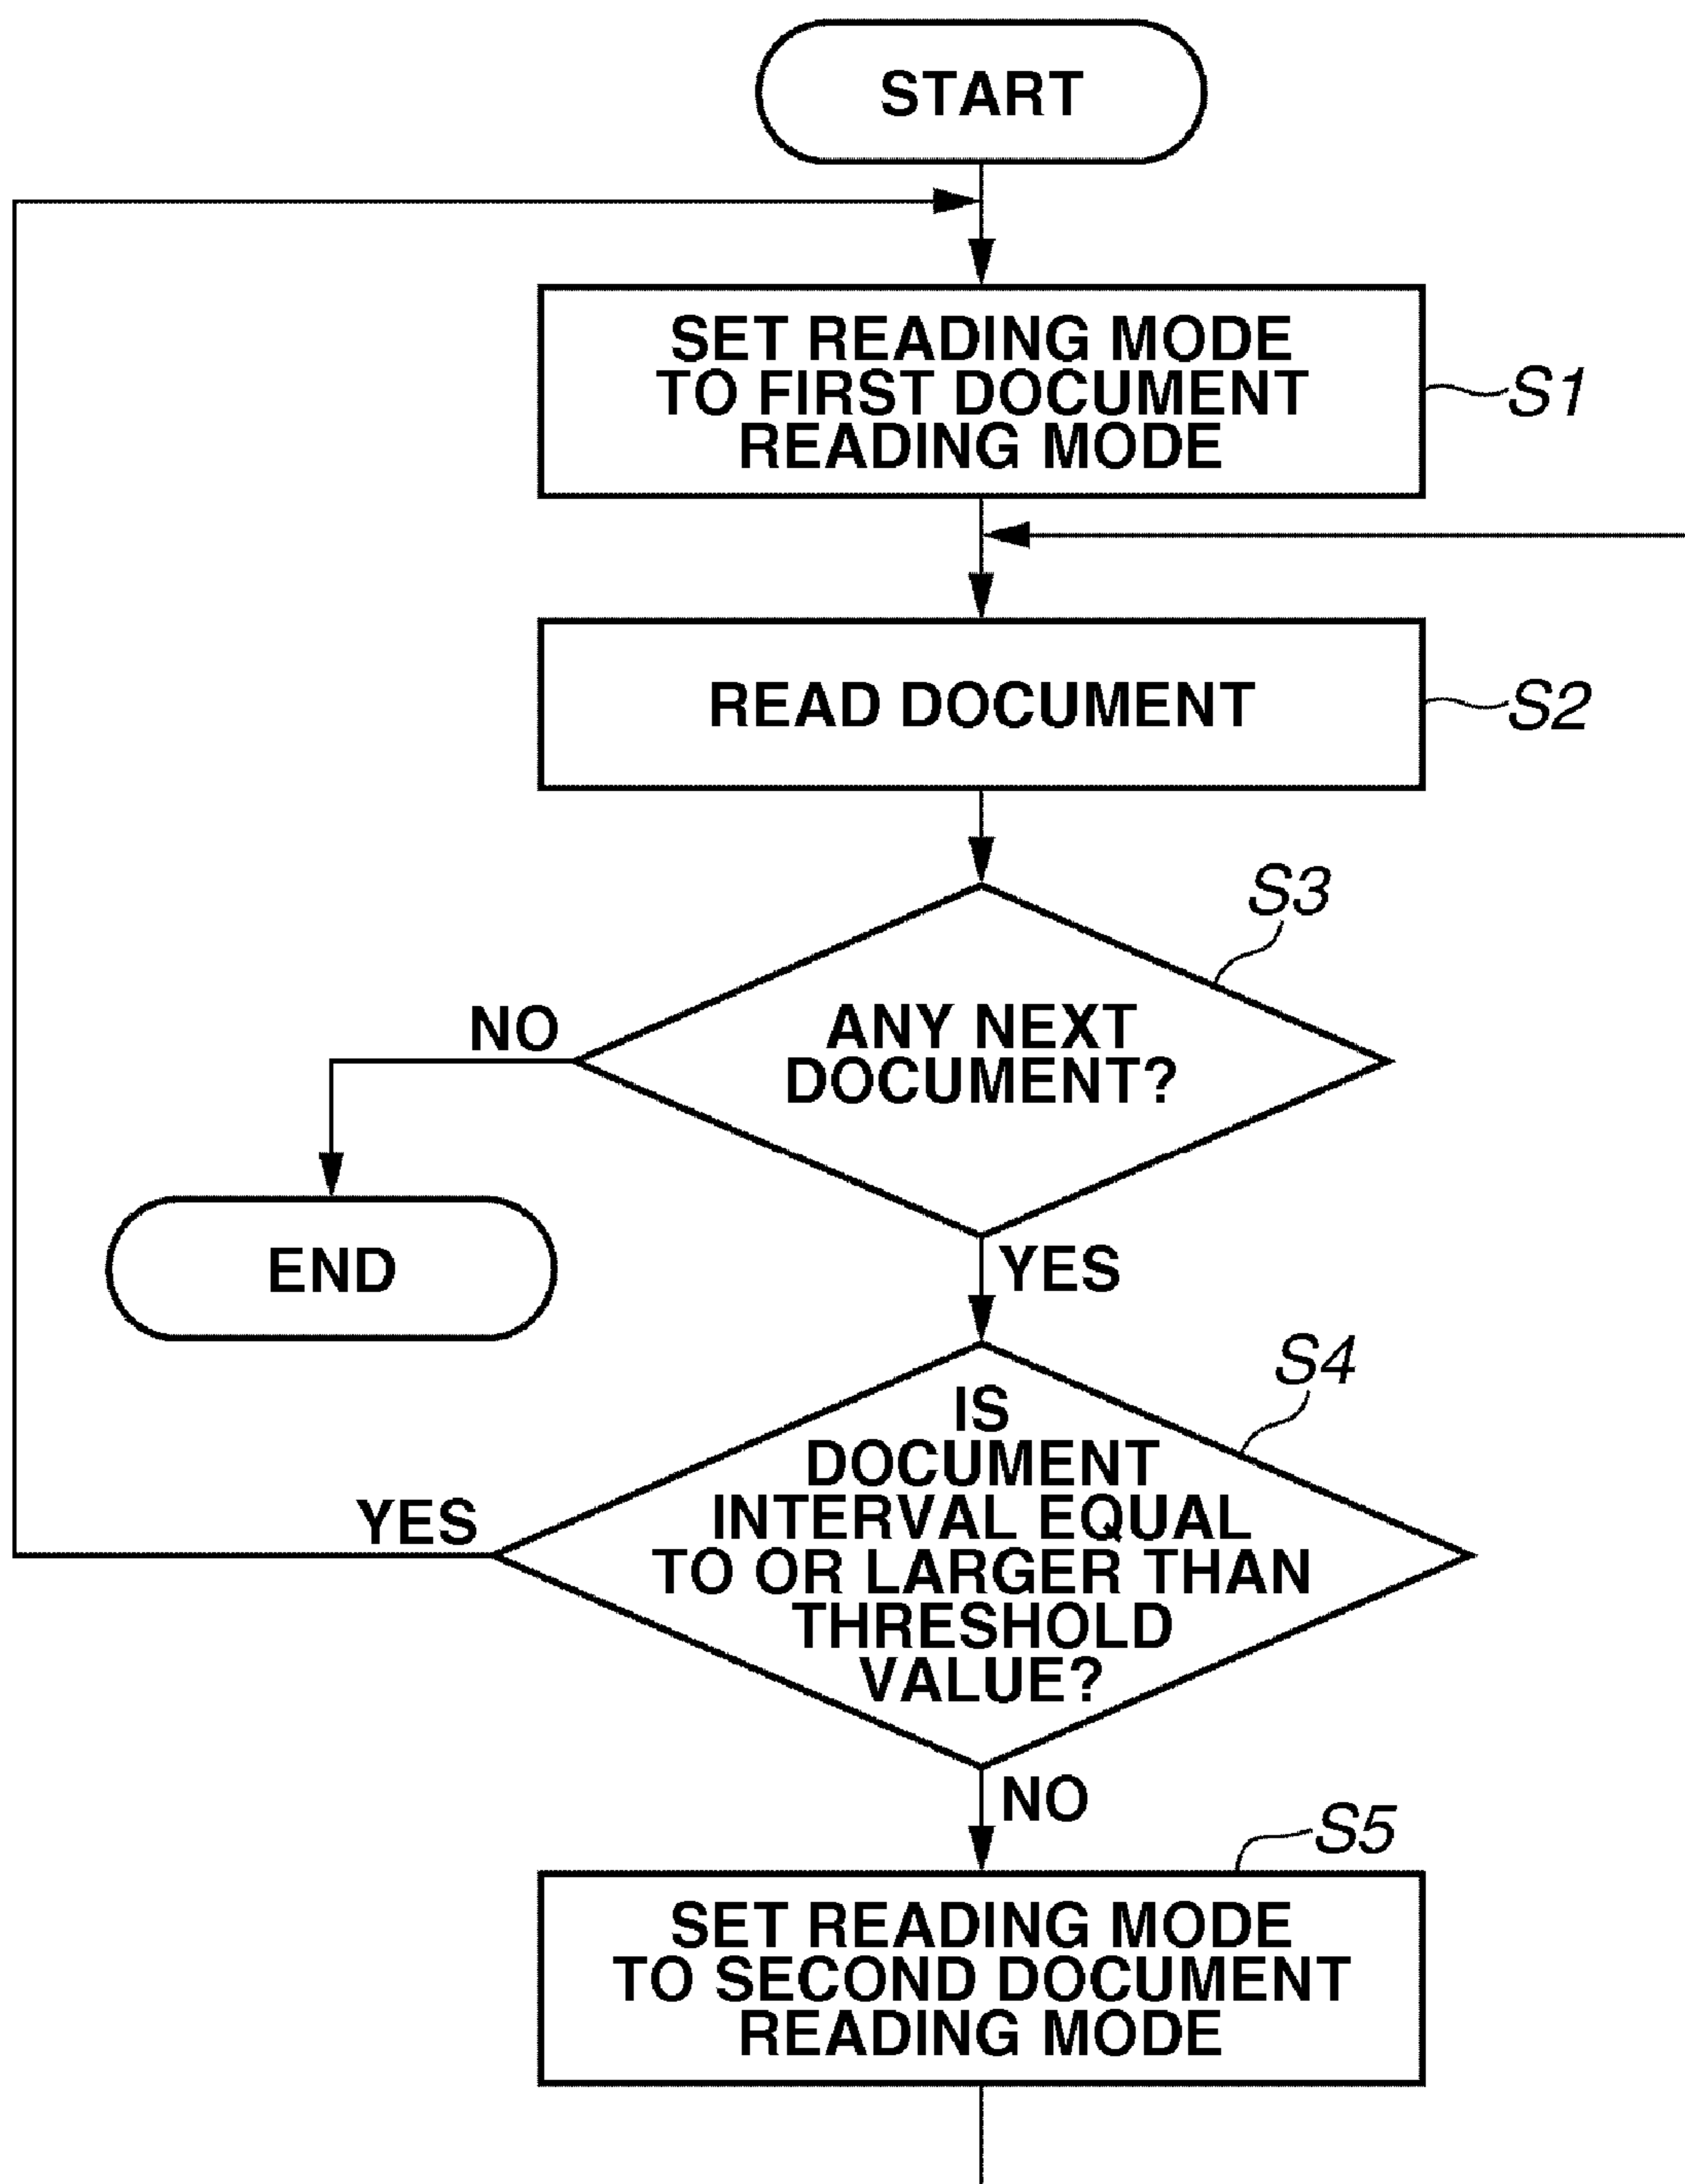 START
SET READING MODE
TO FIRST DOCUMENT
READING MODE
S1
READ DOCUMENT
S2
S3
ANY NEXT
DOCUMENT?
NO
END
YES
S4
IS
DOCUMENT
INTERVAL EQUAL
TO OR LARGER THAN
THRESHOLD
VALUE?
YES
NO
S5
SET READING MODE
TO SECOND DOCUMENT
READING MODE